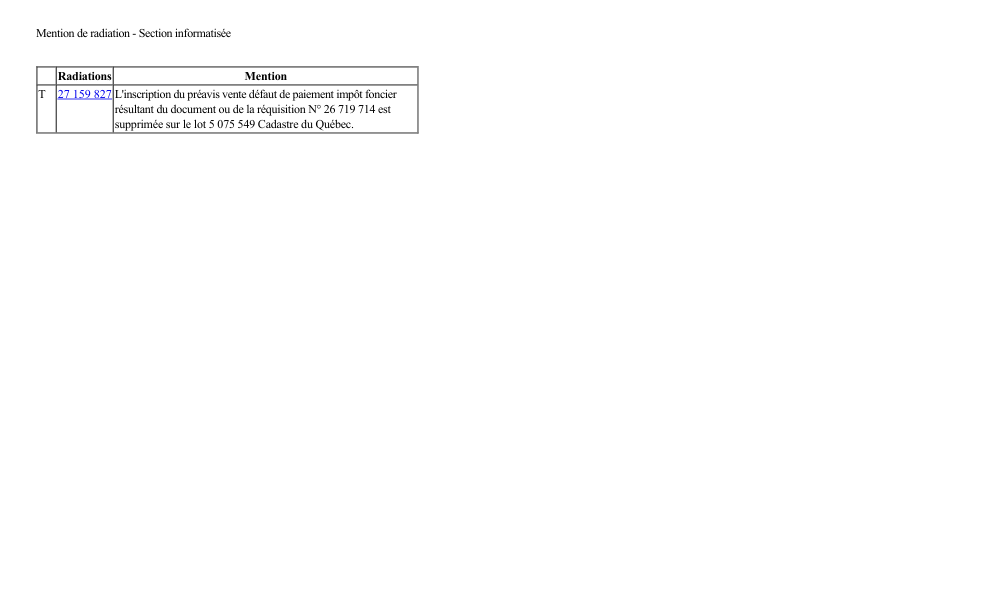 Mention de radiation - Section informatisée
Radiations Mention
T 27 159 827 L'inscription du préavis vente défaut de paiement impôt foncier
résultant du document ou de la réquisition N° 26 719 714 est
supprimée sur le lot 5 075 549 Cadastre du Québec.